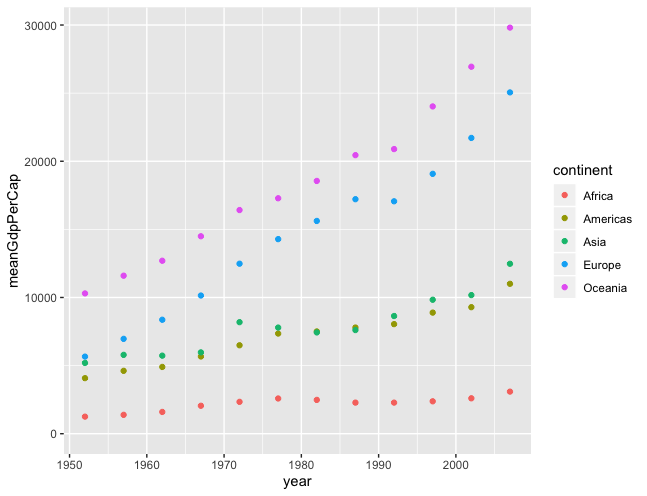 30000
20000
10000
0
meanGdpPerCap
1950 1960 1970 1980 1990 2000
year
continent
Africa
Americas
Asia
Europe
Oceania